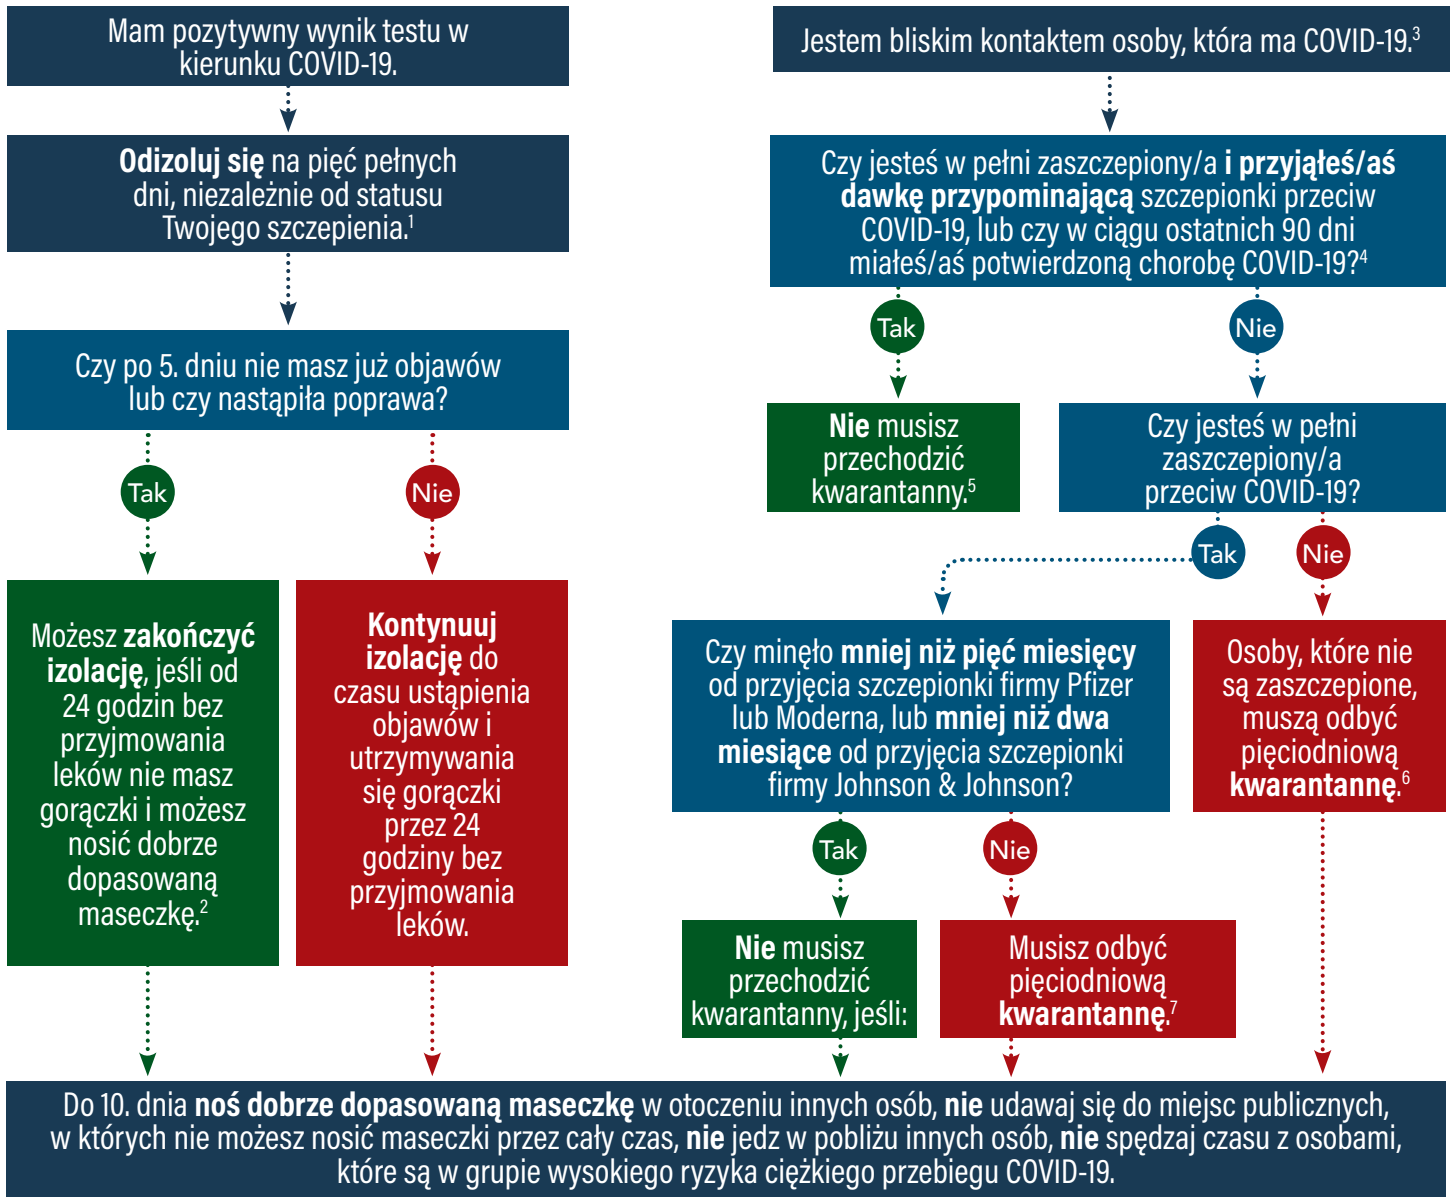 Mam pozytywny wynik testu w
kierunku COVID-19.
Odizoluj się na pięć pełnych
dni, niezależnie od statusu
Twojego szczepienia.1
Czy po 5. dniu nie masz już objawów
lub czy nastąpiła poprawa?
Tak
Nie
Możesz zakończyć
izolację, jeśli od
24 godzin bez
przyjmowania
leków nie masz
gorączki i możesz
nosić dobrze
dopasowaną
maseczkę.2
Kontynuuj
izolację do
czasu ustąpienia
objawów i
utrzymywania
się gorączki
przez 24
godziny bez
przyjmowania
leków.
Jestem bliskim kontaktem osoby, która ma COVID-19.3
Czy jesteś w pełni zaszczepiony/a i przyjąłeś/aś
dawkę przypominającą szczepionki przeciw
COVID-19, lub czy w ciągu ostatnich 90 dni
miałeś/aś potwierdzoną chorobę COVID-19?4
Tak
Nie
Nie musisz
przechodzić
kwarantanny.5
Czy jesteś w pełni
zaszczepiony/a
przeciw COVID-19?
Tak
Nie
Czy minęło mniej niż pięć miesięcy
od przyjęcia szczepionki firmy Pfizer
lub Moderna, lub mniej niż dwa
miesiące od przyjęcia szczepionki
firmy Johnson & Johnson?
Osoby, które nie
są zaszczepione,
muszą odbyć
pięciodniową
kwarantannę.6
Tak
Nie
Nie musisz
przechodzić
kwarantanny, jeśli:
Musisz odbyć
pięciodniową
kwarantannę.7
Do 10. dnia noś dobrze dopasowaną maseczkę w otoczeniu innych osób, nie udawaj się do miejsc publicznych,
w których nie możesz nosić maseczki przez cały czas, nie jedz w pobliżu innych osób, nie spędzaj czasu z osobami,
które są w grupie wysokiego ryzyka ciężkiego przebiegu COVID-19.